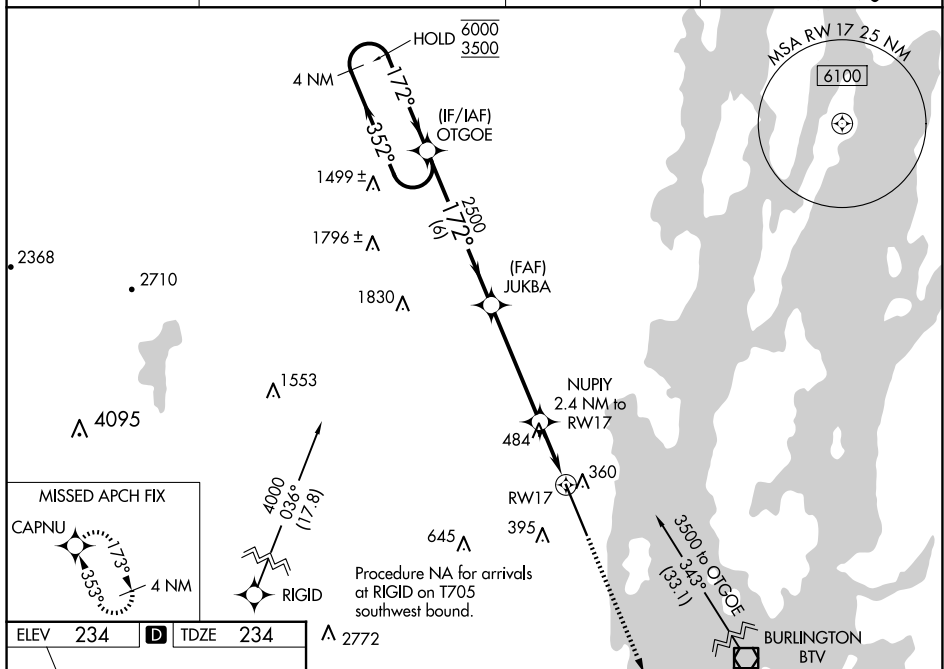 HOLD 6000
3500
4 NM
172°
352°
(IF/IAF)
OTGOE
MSA RW 17 25 NM
6100
1499 ±
2500
172°
(6)
1796 ±
2368
2710
(FAF)
JUKBA
1830
1553
NUPIY
2.4 NM to
RW17
4095
484
360
RW17
MISSED APCH FIX
CAPNU
173°
353°
4 NM
4000
036°
(17.8)
RIGID
645
395
Procedure NA for arrivals
at RIGID on T705
southwest bound.
3500 to OTGOE
343°
(33.1)
BURLINGTON
BTV
ELEV 234 D TDZE 234
2772